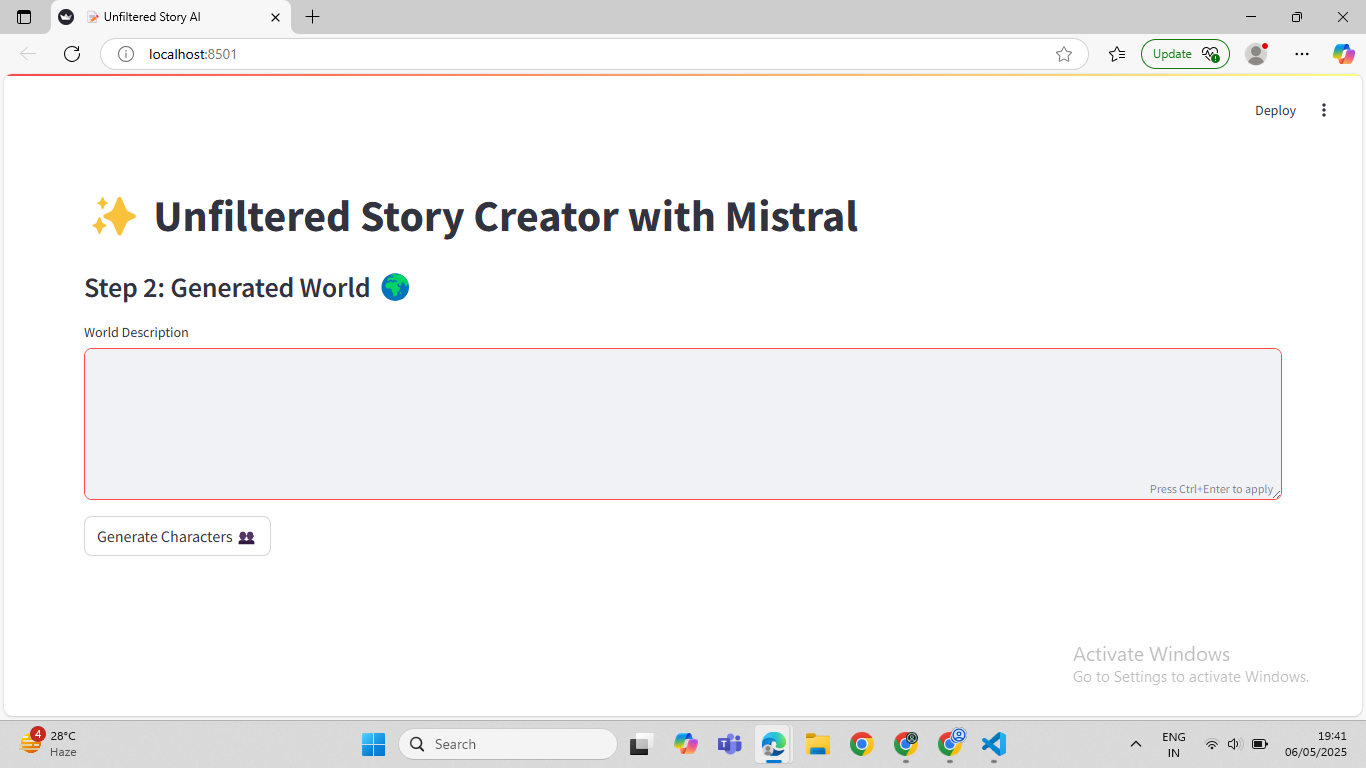 Unfiltered Story AI
localhost:8501
Update
Deploy
✨ Unfiltered Story Creator with Mistral
Step 2: Generated World 🌍
World Description
Press Ctrl+Enter to apply
Generate Characters 👥
Activate Windows
Go to Settings to activate Windows.
4
28°C
Haze
Search
ENG
IN
19:41
06/05/2025